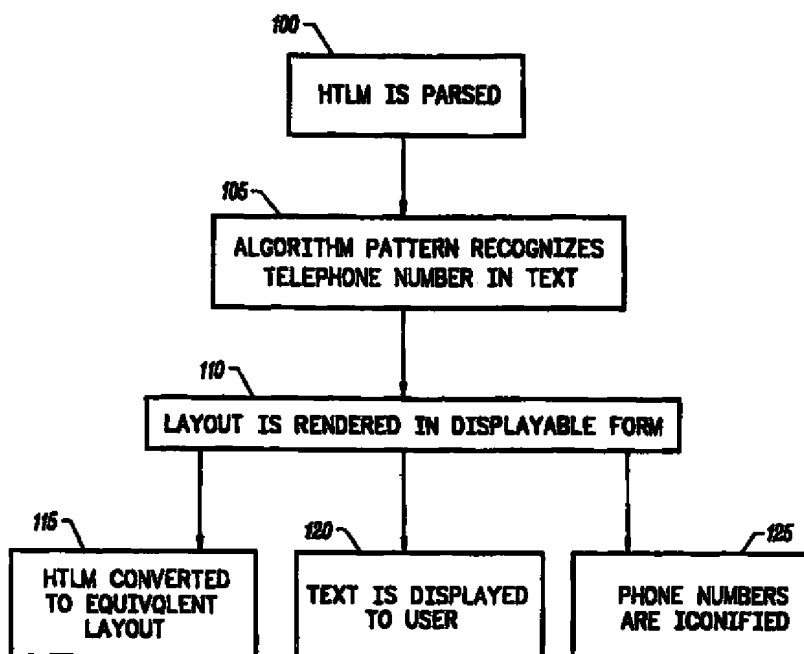 100
HTLM IS PARSED
105
ALGORITHM PATTERN RECOGNIZES
TELEPHONE NUMBER IN TEXT
110
LAYOUT IS RENDERED IN DISPLAYABLE FORM
115
HTLM CONVERTED
TO EQUIVOLENT
LAYOUT
120
TEXT IS DISPLAYED
TO USER
125
PHONE NUMBERS
ARE ICONIFIED